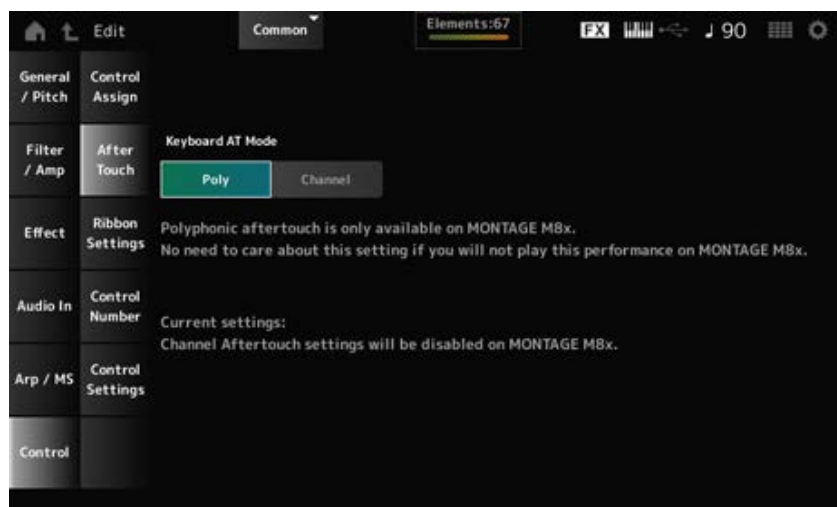 Edit
Common
Elements:67
FX
♩ 90
General
/ Pitch
Control
Assign
Filter
/ Amp
After
Touch
Keyboard AT Mode
Poly
Channel
Effect
Ribbon
Settings
Polyphonic aftertouch is only available on MONTAGE M8x.
No need to care about this setting if you will not play this performance on MONTAGE M8x.
Audio In
Control
Number
Current settings:
Channel Aftertouch settings will be disabled on MONTAGE M8x.
Arp / MS
Control
Settings
Control